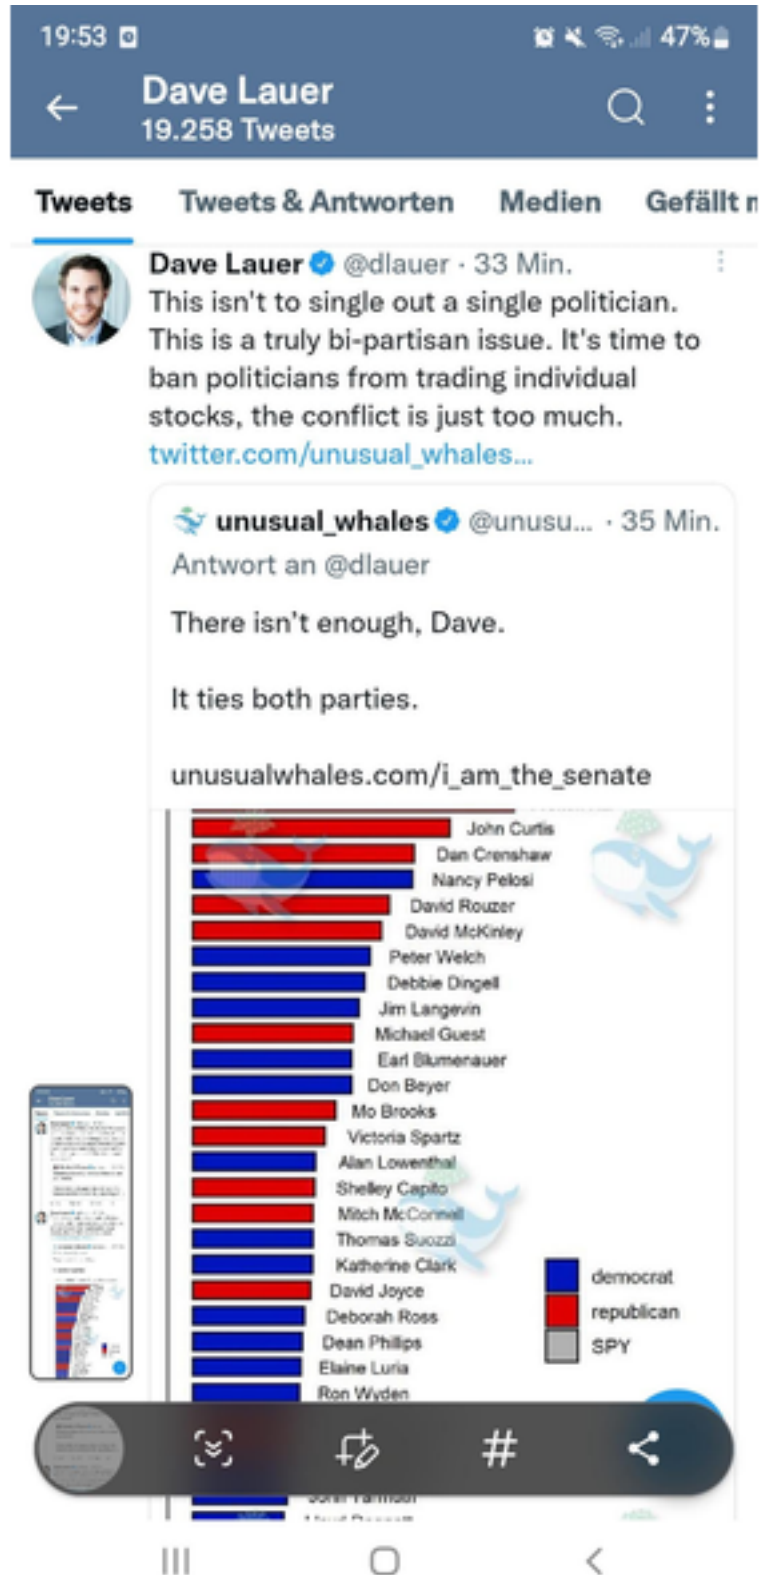 19:53
47%
Dave Lauer
19.258 Tweets
Tweets Tweets & Antworten Medien Gefällt
Dave Lauer @dlauer · 33 Min.
This isn't to single out a single politician.
This is a truly bi-partisan issue. It's time to
ban politicians from trading individual
stocks, the conflict is just too much.
twitter.com/unusual_whales...
unusual_whales @unusu... · 35 Min.
Antwort an @dlauer
There isn't enough, Dave.
It ties both parties.
unusualwhales.com/i_am_the_senate
John Curtis
Dan Crenshaw
Nancy Pelosi
David Rouzer
David McKinley
Peter Welch
Debbie Dingell
Jim Langevin
Michael Guest
Earl Blumenauer
Don Beyer
Mo Brooks
Victoria Spartz
Alan Lowenthal
Shelley Capito
Mitch McConnell
Thomas Suozzi
Katherine Clark
David Joyce
Deborah Ross
Dean Phillips
Elaine Luria
Ron Wyden
democrat
republican
SPY
#